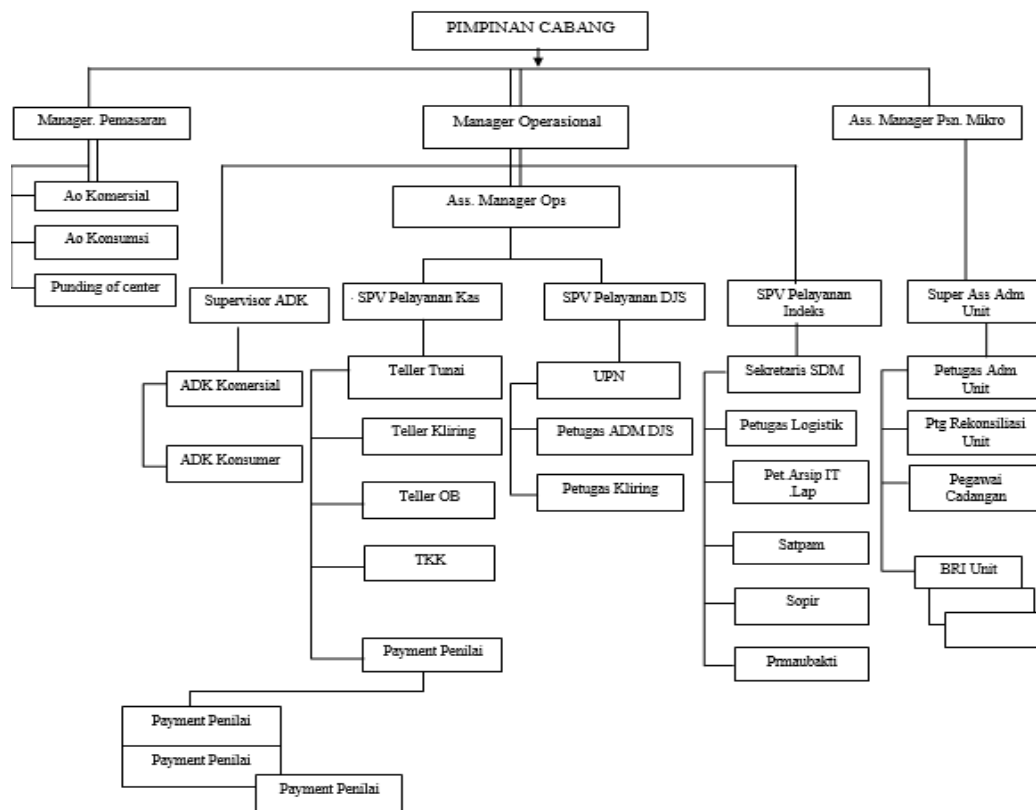 PIMPINAN CABANG
Manager. Pemasaran
Manager Operasional
Ass. Manager Psn. Mikro
Ao Komersial
Ass. Manager Ops
Ao Konsumsi
Punding of center
Supervisor ADK
SPV Pelayanan Kas
SPV Pelayanan DJS
SPV Pelayanan
Indeks
Super Ass Adm
Unit
ADK Komersial
Teller Tunai
UPN
Sekretaris SDM
Petugas Adm
Unit
ADK Konsumer
Teller Kliring
Petugas ADM DJS
Petugas Logistik
Ptg Rekonsiliasi
Unit
Teller OB
Petugas Kliring
Pet.Arsip IT
.Lap
Pegawai
Cadangan
TKK
Satpam
BRI Unit
Sopir
Payment Penilai
Prmaubakti
Payment Penilai
Payment Penilai
Payment Penilai